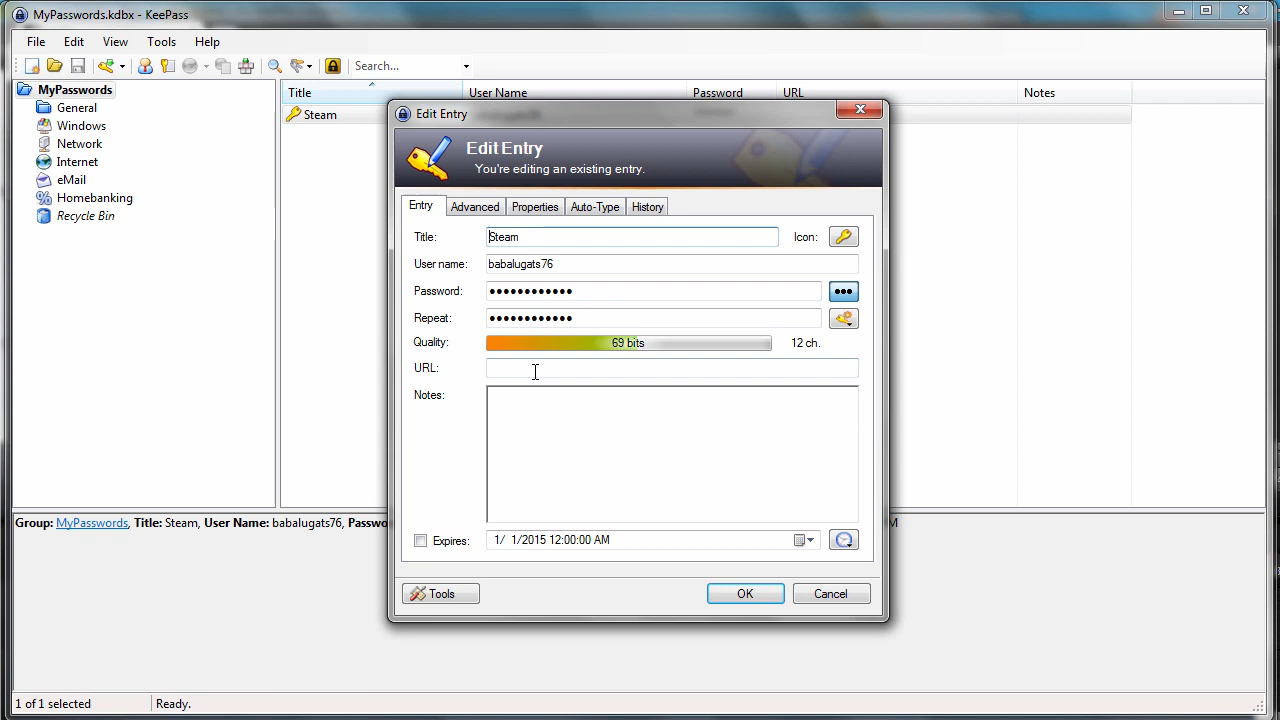 MyPasswords.kdbx - KeePass
File Edit View Tools Help
Search...
MyPasswords
General
Windows
Network
Internet
eMail
Homebanking
Recycle Bin
Title User Name Password URL Notes
Steam
Edit Entry
Edit Entry
You're editing an existing entry.
Entry Advanced Properties Auto-Type History
Title: Steam Icon:
User name: babalugats76
Password: ●●●●●●●●●●●●
Repeat: ●●●●●●●●●●●●
Quality: 69 bits 12 ch.
URL:
Notes:
Expires: 1/ 1/2015 12:00:00 AM
Tools OK Cancel
Group: MyPasswords, Title: Steam, User Name: babalugats76, Passwo
M
1 of 1 selected Ready.